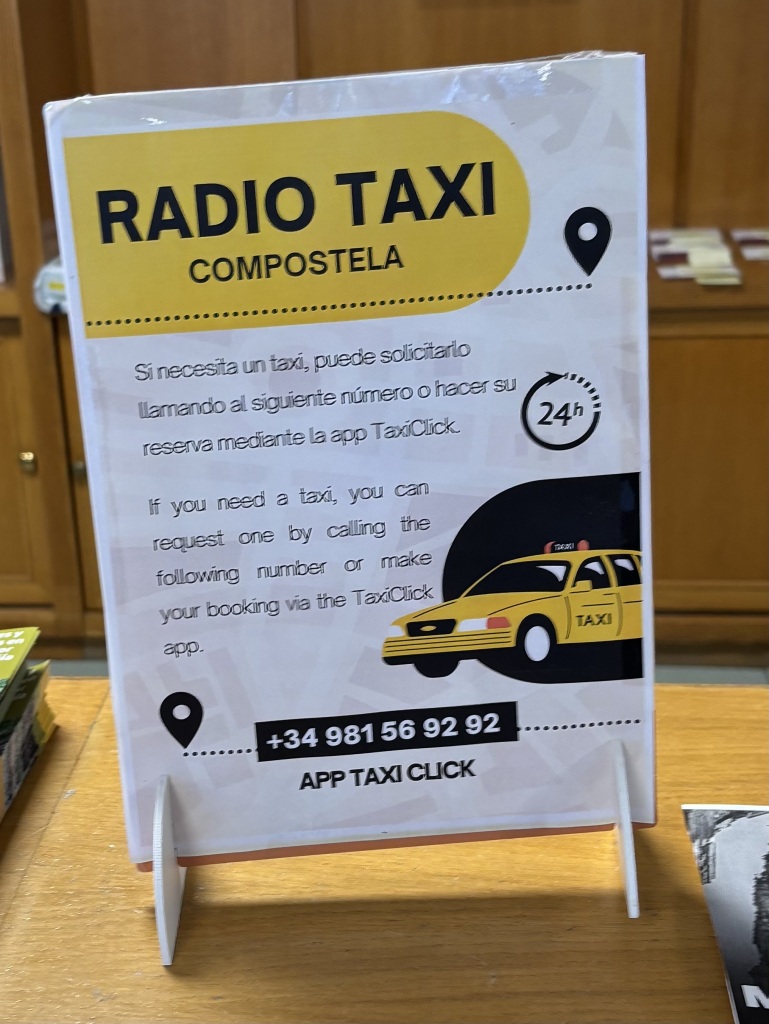 RADIO TAXI
COMPOSTELA
Si necesita un taxi, puede solicitarlo
llamando al siguiente número o hacer su
reserva mediante la app TaxiClick.
24h
If you need a taxi, you can
request one by calling the
following number or make
your booking via the TaxiClick
app.
TAXI
TAXI
+34 981 56 92 92
APP TAXI CLICK